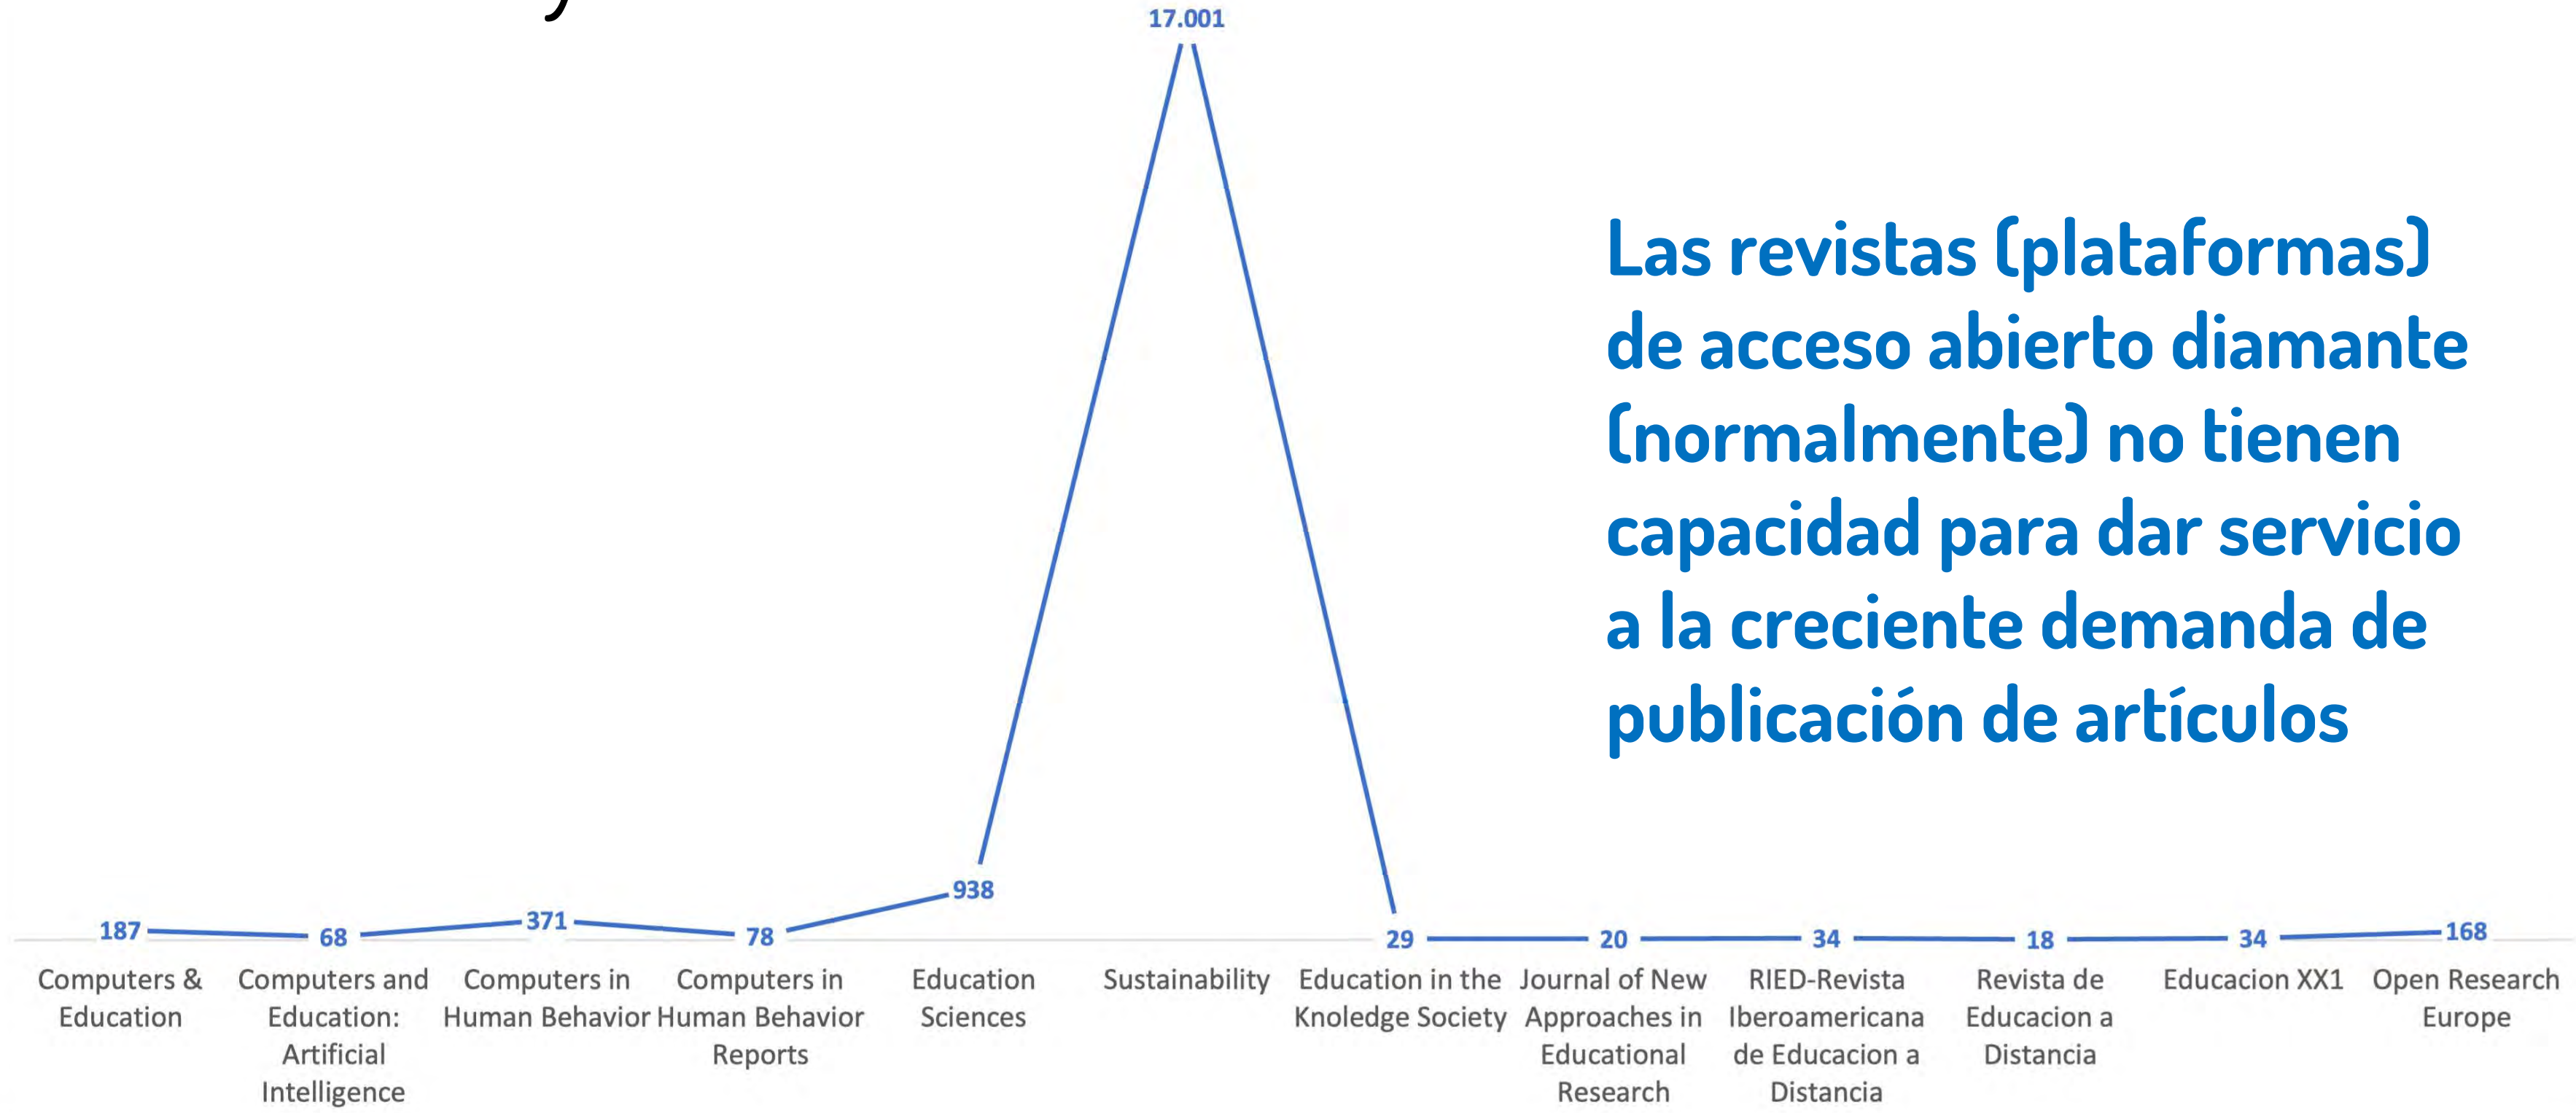 17.001
Las revistas (plataformas)
de acceso abierto diamante
(normalmente) no tienen
capacidad para dar servicio
a la creciente demanda de
publicación de artículos
187
68
371
78
938
29
20
34
18
34
168
Computers &
Education
Computers and
Education:
Artificial
Intelligence
Computers in
Human Behavior
Computers in
Human Behavior
Reports
Education
Sciences
Sustainability
Education in the
Knoledge Society
Journal of New
Approaches in
Educational
Research
RIED-Revista
Iberoamericana
de Educacion a
Distancia
Revista de
Educacion a
Distancia
Educacion XX1
Open Research
Europe